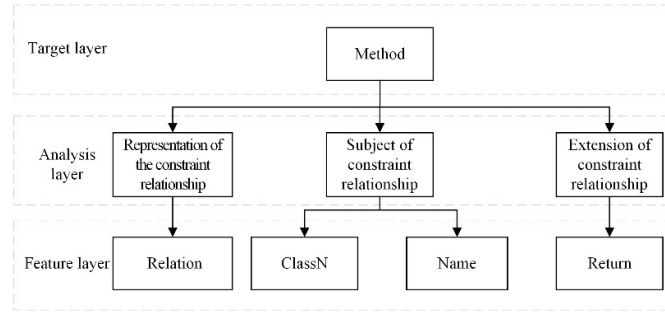 Target layer
Method
Analysis
layer
Representation of
the constraint
relationship
Subject of
constraint
relationship
Extension of
constraint
relationship
Feature layer
Relation
ClassN
Name
Return